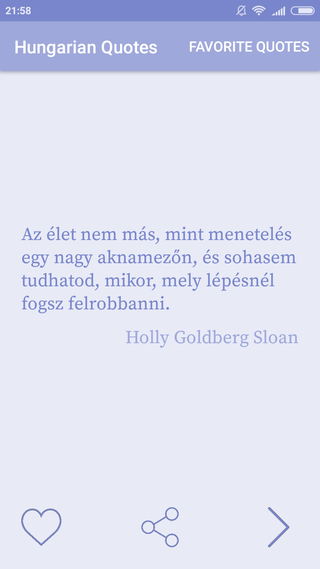 21:58
Hungarian Quotes FAVORITE QUOTES
Az élet nem más, mint menetelés
egy nagy aknamezőn, és sohasem
tudhatod, mikor, mely lépésnél
fogsz felrobbanni.
Holly Goldberg Sloan